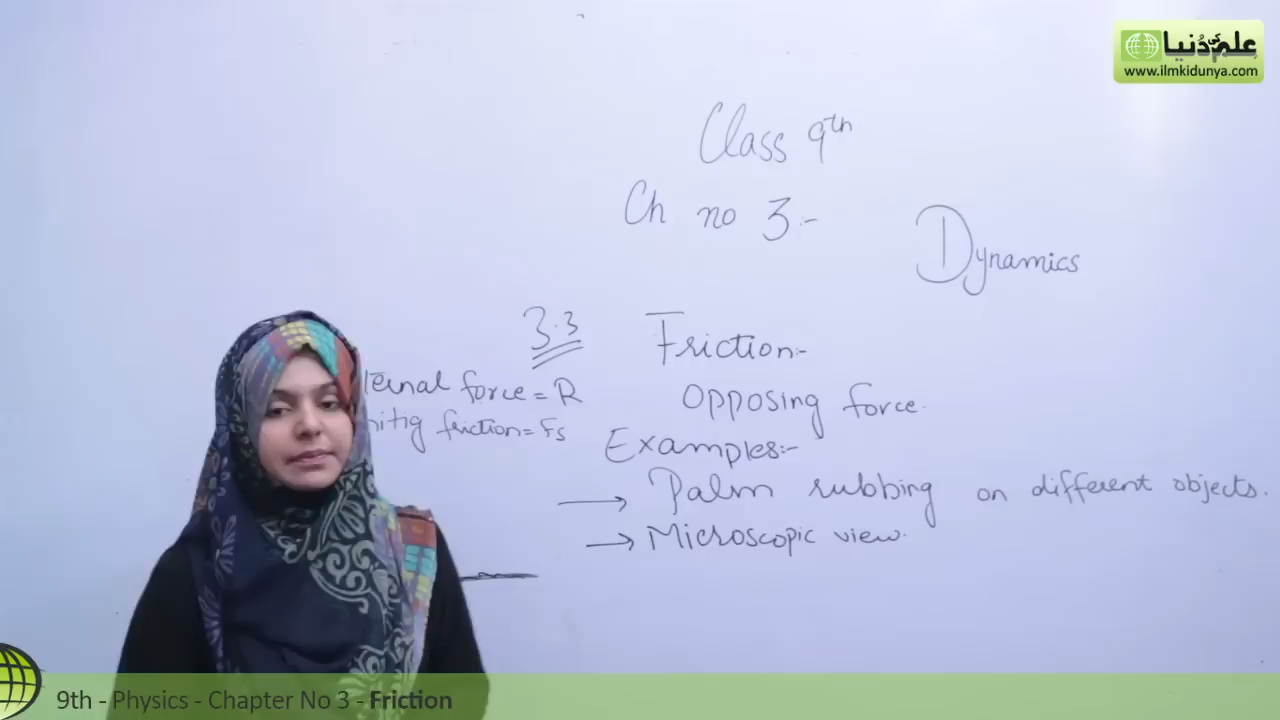 علم کی دُنیا
www.ilmkidunya.com
Class 9th
Ch no 3:-
Dynamics
3.3 Friction:-
Opposing force.
force = R
friction = Fs
Examples:-
→ Palm rubbing on different objects.
→ Microscopic view.
9th - Physics - Chapter No 3 - Friction